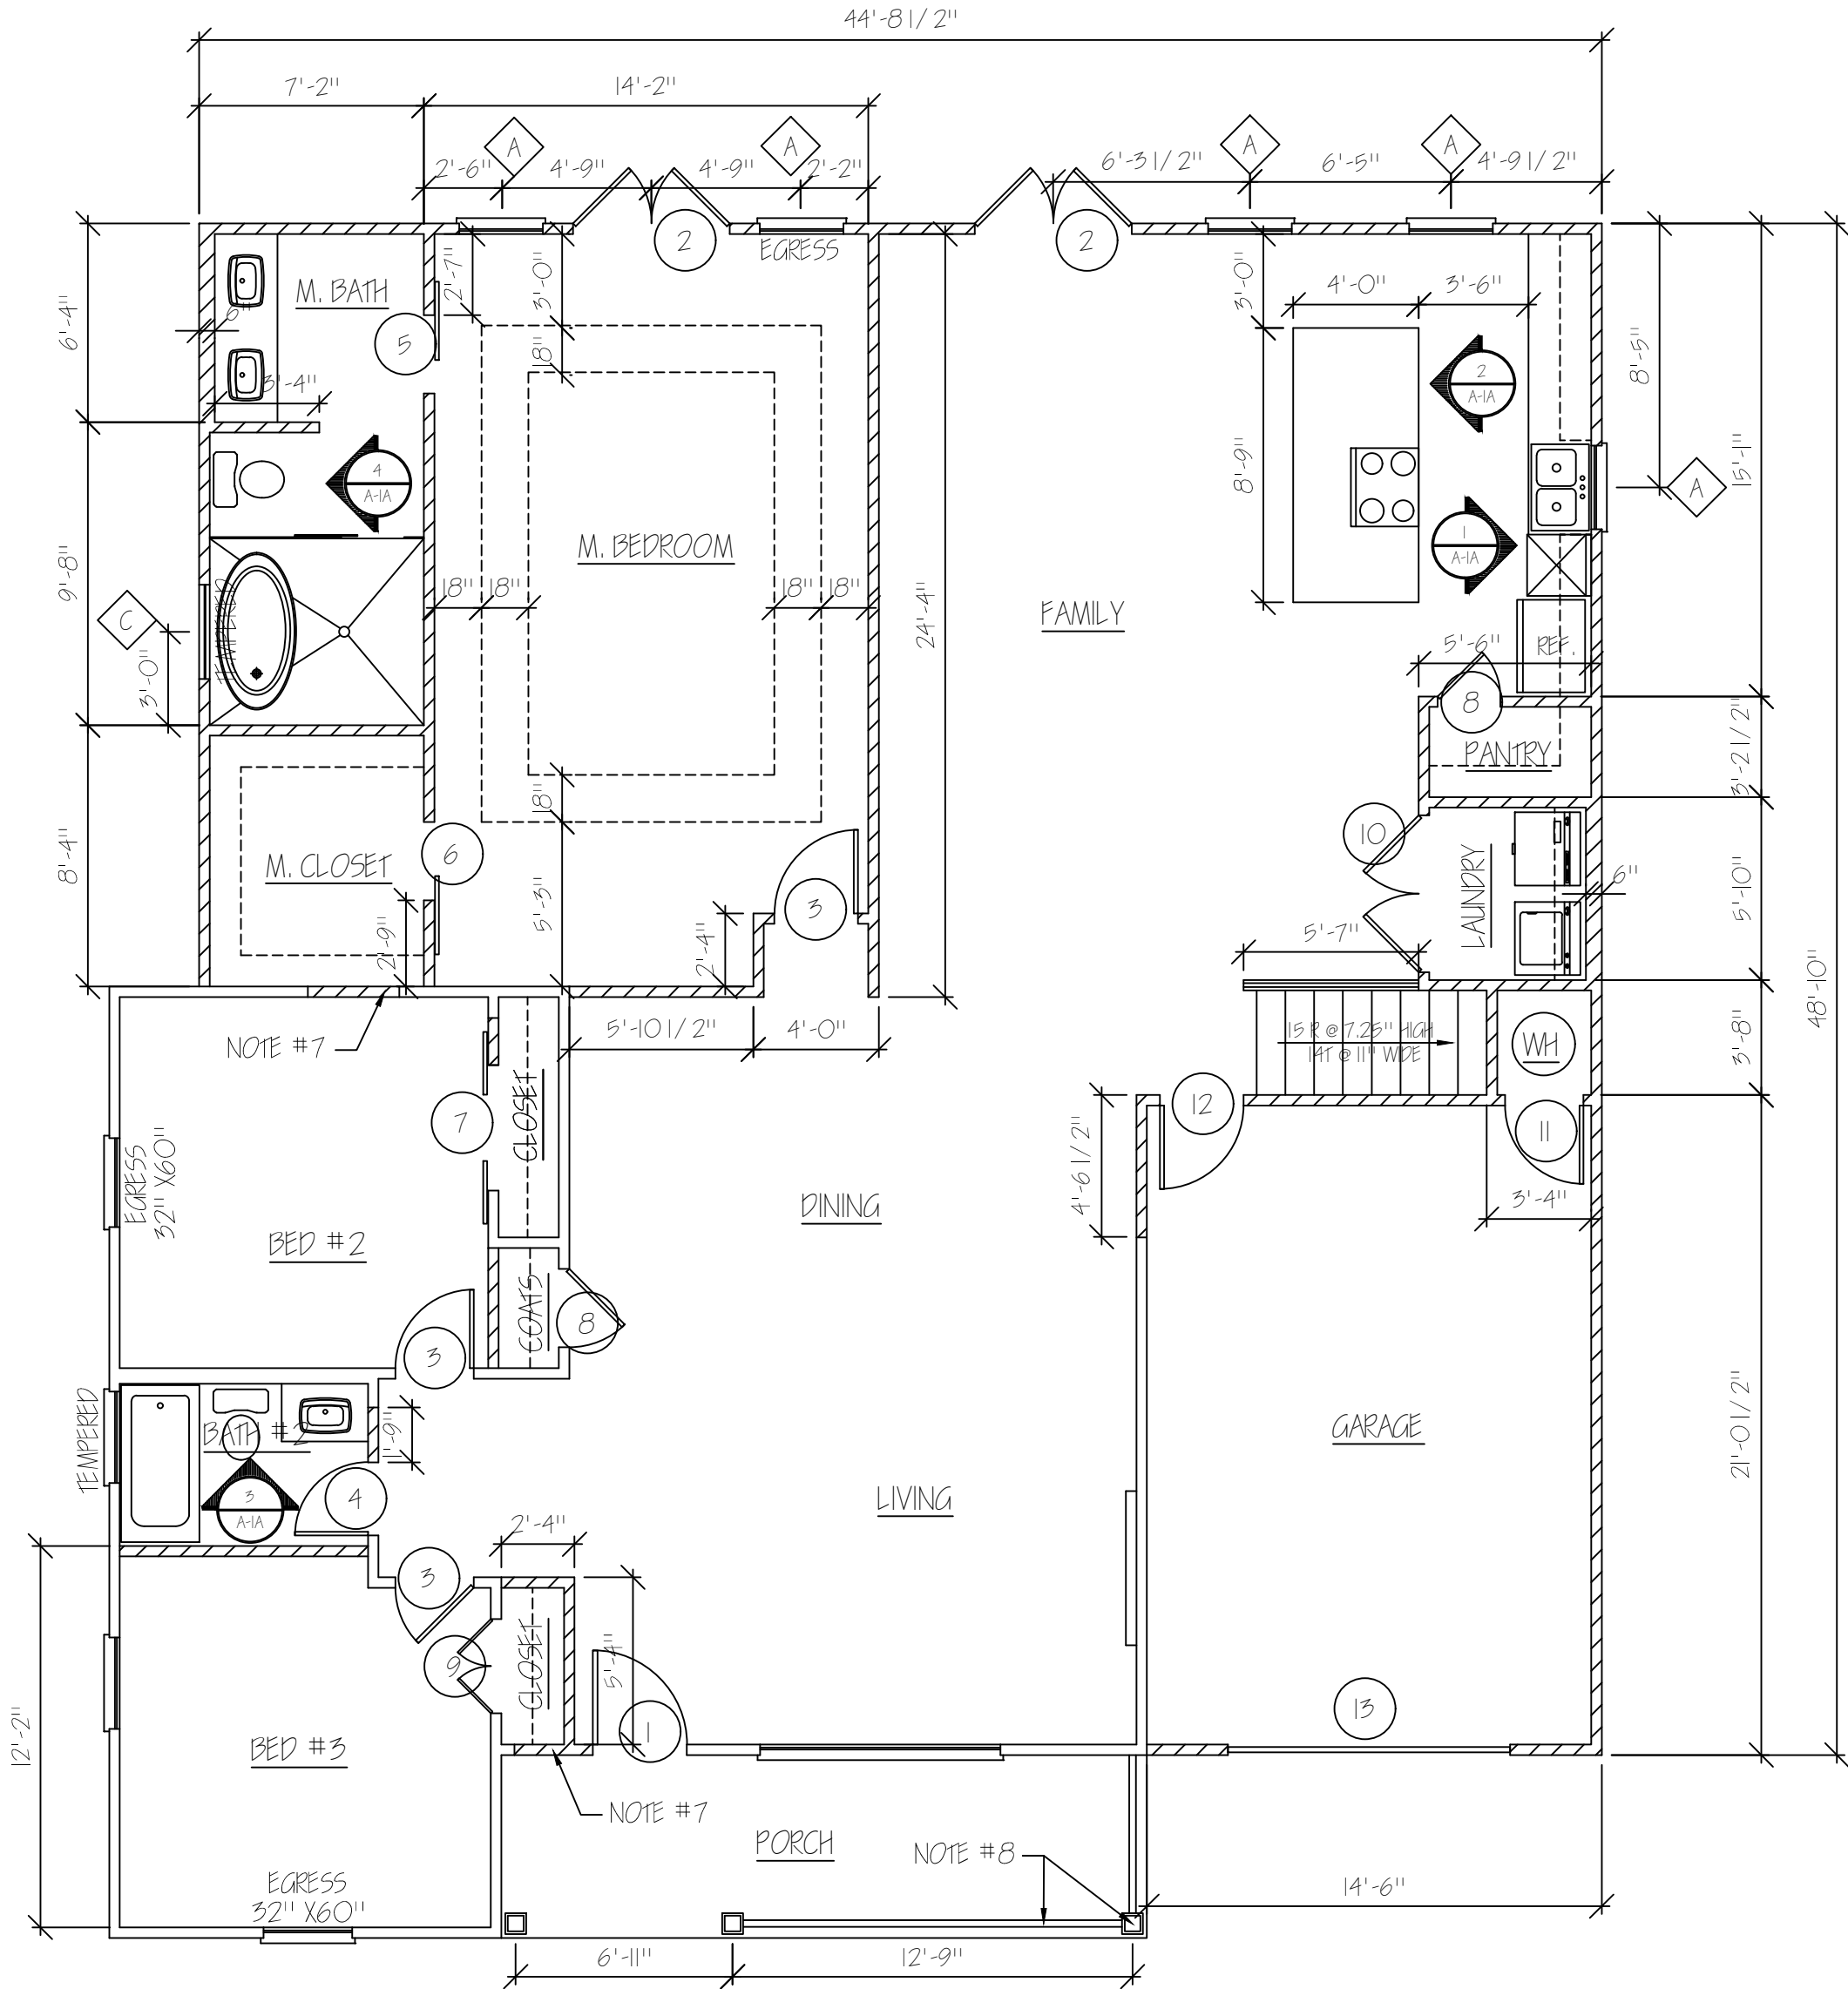 44'-8 1/2"
7'-2"
14'-2"
A
A
A
A
2'-6"
4'-9"
4'-9"
2'-2"
6'-3 1/2"
6'-5"
4'-9 1/2"
2
2
EGRESS
2'-7"
3'-0"
3'-0"
M. BATH
6'-4"
6"
5
4'-0"
3'-6"
8'-5"
18"
3'-4"
2
A-1A
4
A-1A
8'-9"
15'-1"
A
1
A-1A
M. BEDROOM
9'-8"
C
TEMPERED
18"
18"
18"
18"
FAMILY
24'-4"
3'-0"
5'-6"
REF.
8
PANTRY
3'-2 1/2"
18"
10
8'-4"
M. CLOSET
6
LAUNDRY
6"
5'-10"
5'-3"
3
2'-9"
2'-4"
5'-7"
48'-10"
NOTE #7
5'-10 1/2"
4'-0"
15 R @ 7.25" HIGH
14T @ 11" WIDE
WH
3'-8"
7
CLOSET
12
11
EGRESS
32" X60"
4'-6 1/2"
3'-4"
DINING
BED #2
COATS
8
3
TEMPERED
BATH #2
1'-9"
GARAGE
21'-0 1/2"
3
A-1A
4
LIVING
2'-4"
3
CLOSET
5'-4"
9
1
13
12'-2"
BED #3
NOTE #7
PORCH
NOTE #8
EGRESS
32" X60"
14'-6"
6'-11"
12'-9"